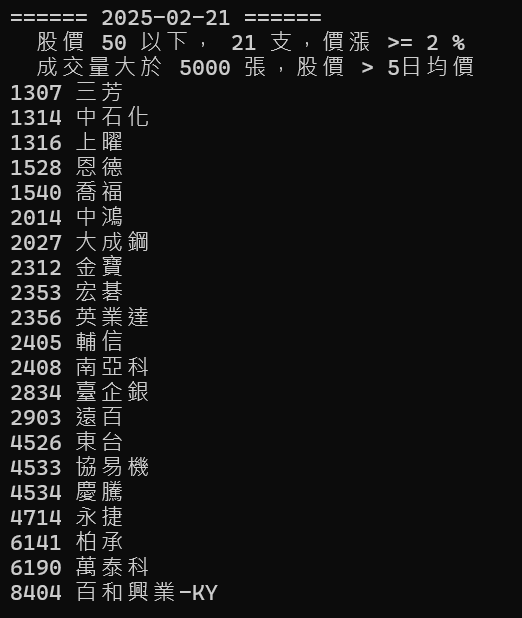 ====== 2025-02-21 ======
股價 50 以下， 21 支，價漲 >= 2 %
成交量大於 5000 張，股價 > 5日均價
1307 三芳
1314 中石化
1316 上曜
1528 恩德
1540 喬福
2014 中鴻
2027 大成鋼
2312 金寶
2353 宏碁
2356 英業達
2405 輔信
2408 南亞科
2834 臺企銀
2903 遠百
4526 東台
4533 協易機
4534 慶騰
4714 永捷
6141 柏承
6190 萬泰科
8404 百和興業-KY